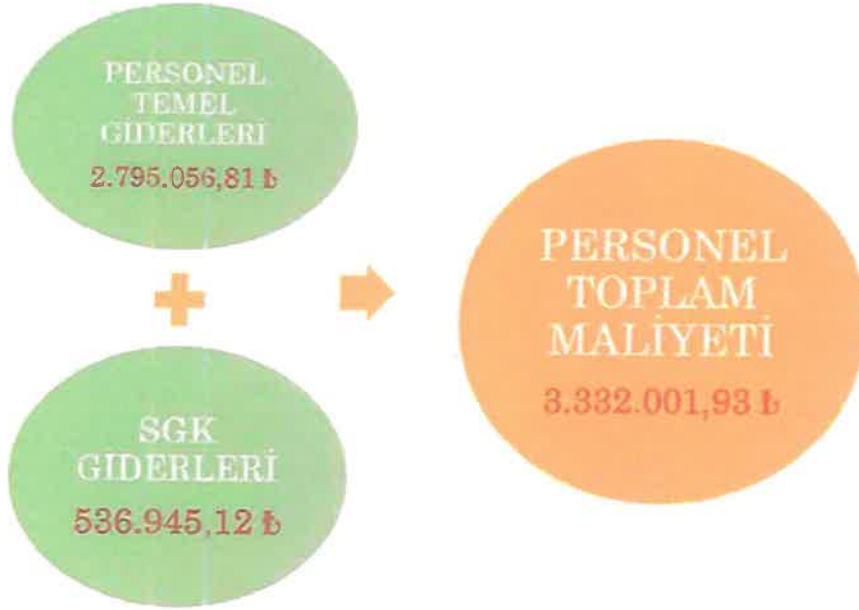 PERSONEL
TEMEL
GİDERLERİ
2.795.056,81 ₺
SGK
GİDERLERİ
536.945,12 ₺
PERSONEL
TOPLAM
MALİYETİ
3.332.001,93 ₺